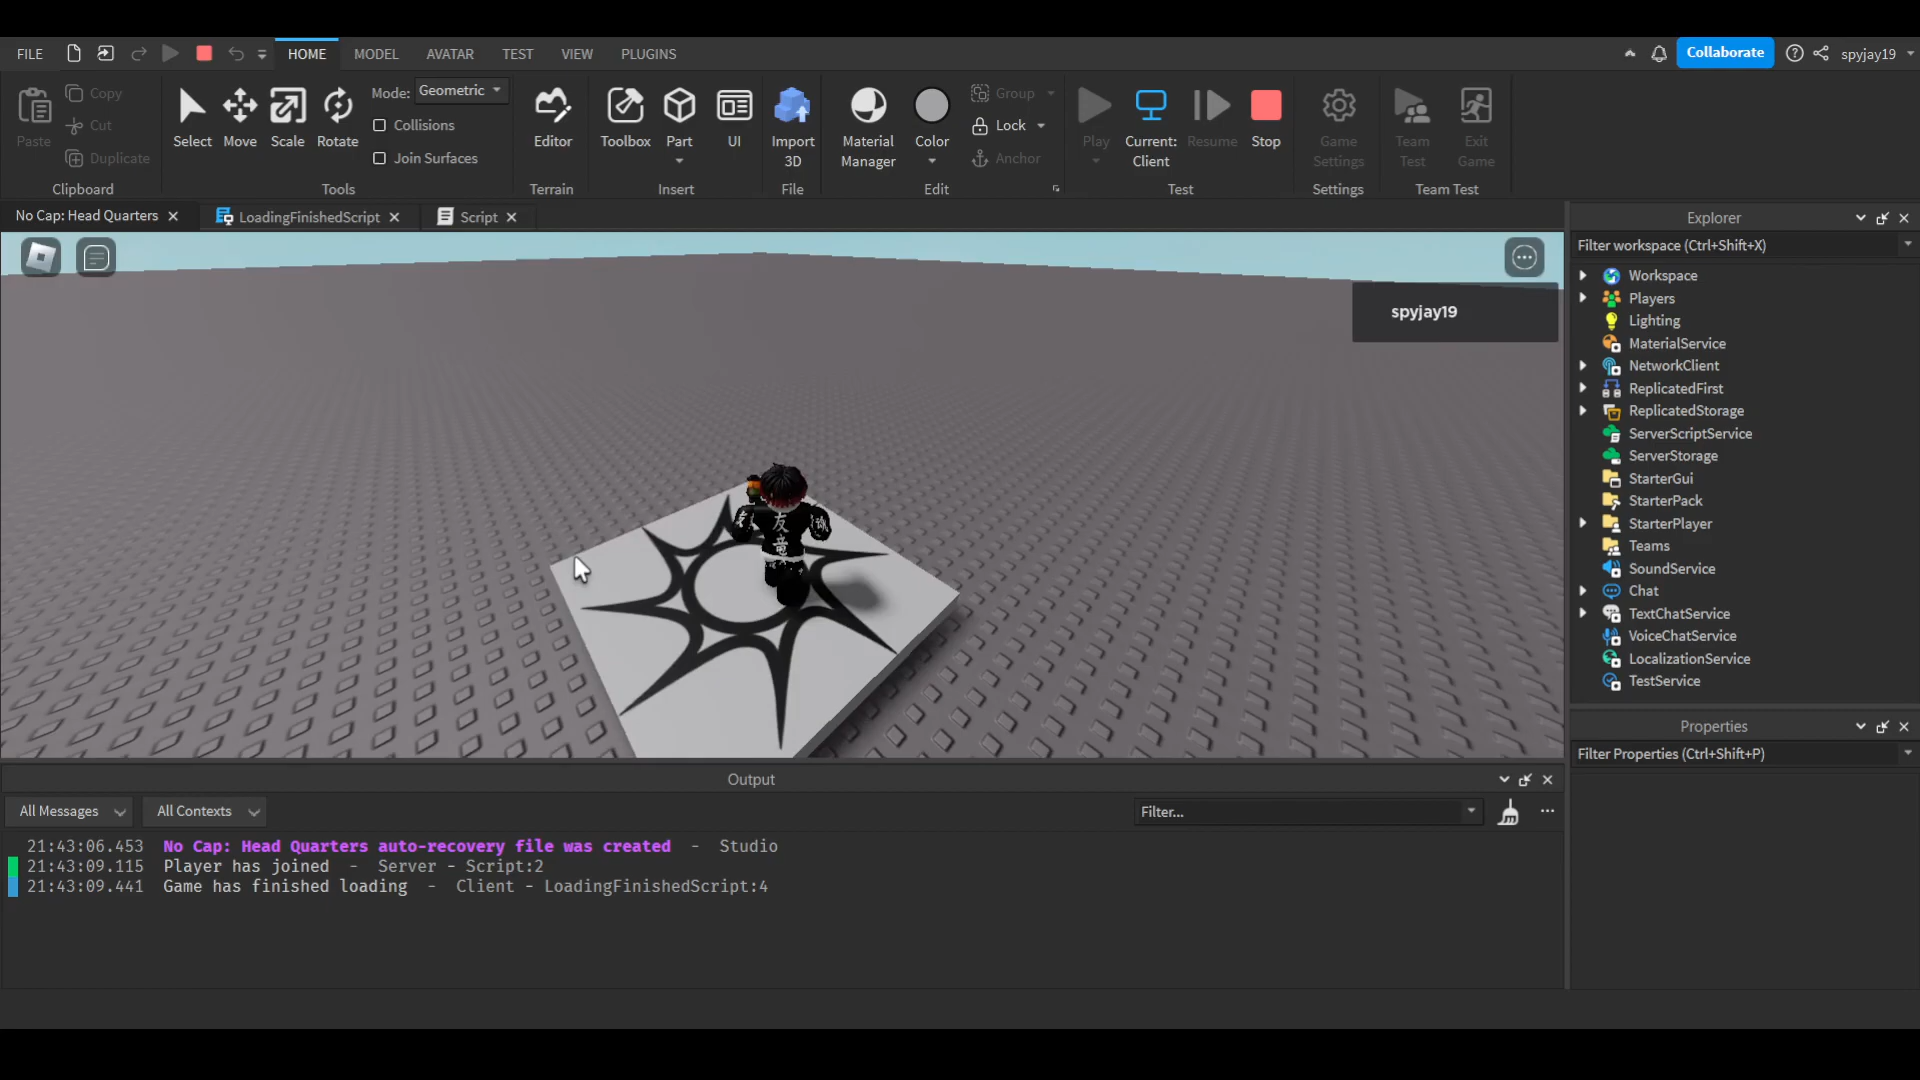 FILE HOME MODEL AVATAR TEST VIEW PLUGINS Collaborate spyjay19
Paste Copy Cut Duplicate
Clipboard
Select Move Scale Rotate
Mode: Geometric
Collisions
Join Surfaces
Tools
Editor
Terrain
Toolbox Part UI
Insert
Import
3D
File
Material
Manager
Color
Group
Lock
Anchor
Edit
Play
Current:
Client
Resume Stop
Test
Game
Settings
Settings
Team
Test
Exit
Game
Team Test
No Cap: Head Quarters LoadingFinishedScript Script
spyjay19
友
竜
Explorer
Filter workspace (Ctrl+Shift+X)
Workspace
Players
Lighting
MaterialService
NetworkClient
ReplicatedFirst
ReplicatedStorage
ServerScriptService
ServerStorage
StarterGui
StarterPack
StarterPlayer
Teams
SoundService
Chat
TextChatService
VoiceChatService
LocalizationService
TestService
Properties
Filter Properties (Ctrl+Shift+P)
Output
All Messages All Contexts Filter...
21:43:06.453 No Cap: Head Quarters auto-recovery file was created - Studio
21:43:09.115 Player has joined - Server - Script:2
21:43:09.441 Game has finished loading - Client - LoadingFinishedScript:4